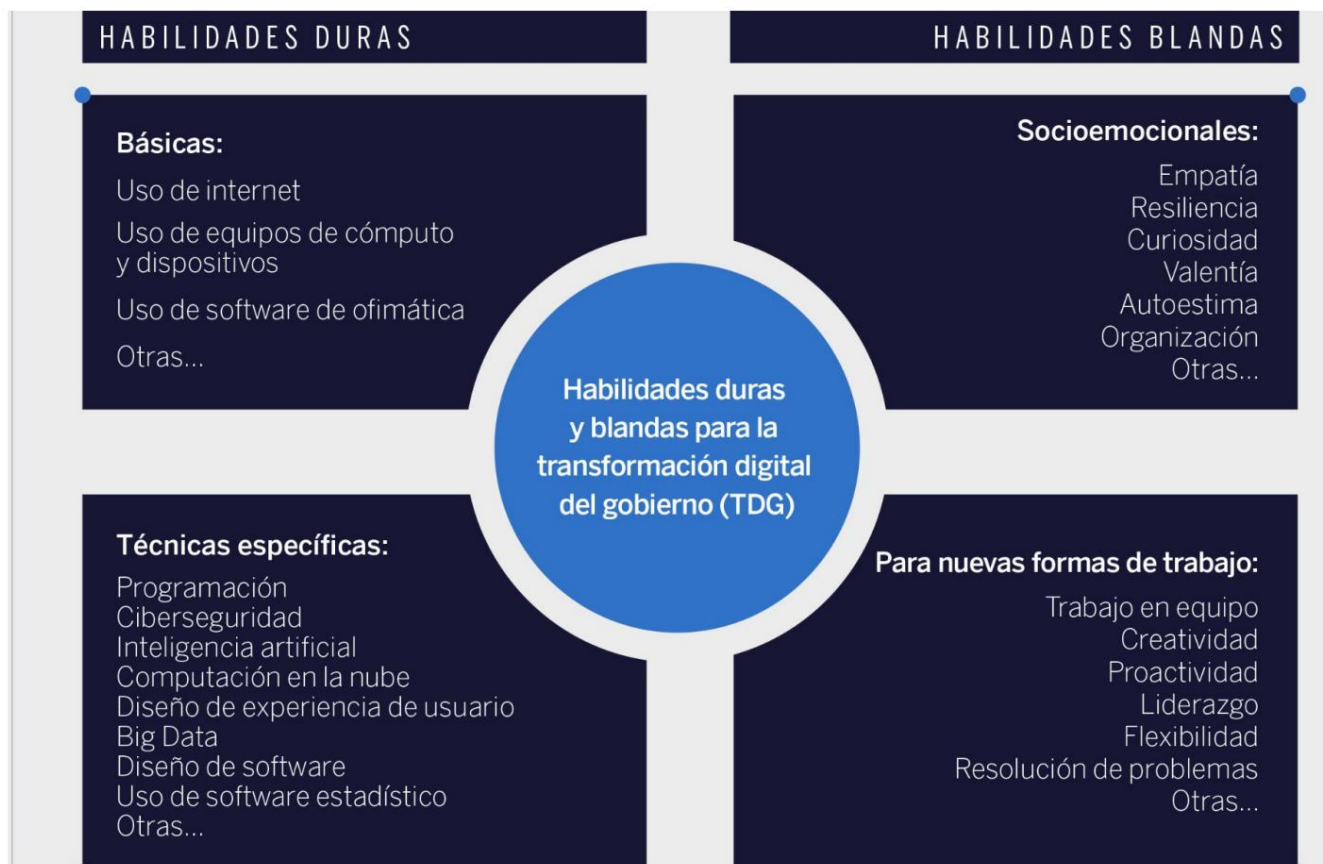 HABILIDADES DURAS
HABILIDADES BLANDAS
Básicas:
Uso de internet
Uso de equipos de cómputo
y dispositivos
Uso de software de ofimática
Otras...
Socioemocionales:
Empatía
Resiliencia
Curiosidad
Valentía
Autoestima
Organización
Otras...
Habilidades duras
y blandas para la
transformación digital
del gobierno (TDG)
Técnicas específicas:
Programación
Ciberseguridad
Inteligencia artificial
Computación en la nube
Diseño de experiencia de usuario
Big Data
Diseño de software
Uso de software estadístico
Otras...
Para nuevas formas de trabajo:
Trabajo en equipo
Creatividad
Proactividad
Liderazgo
Flexibilidad
Resolución de problemas
Otras...